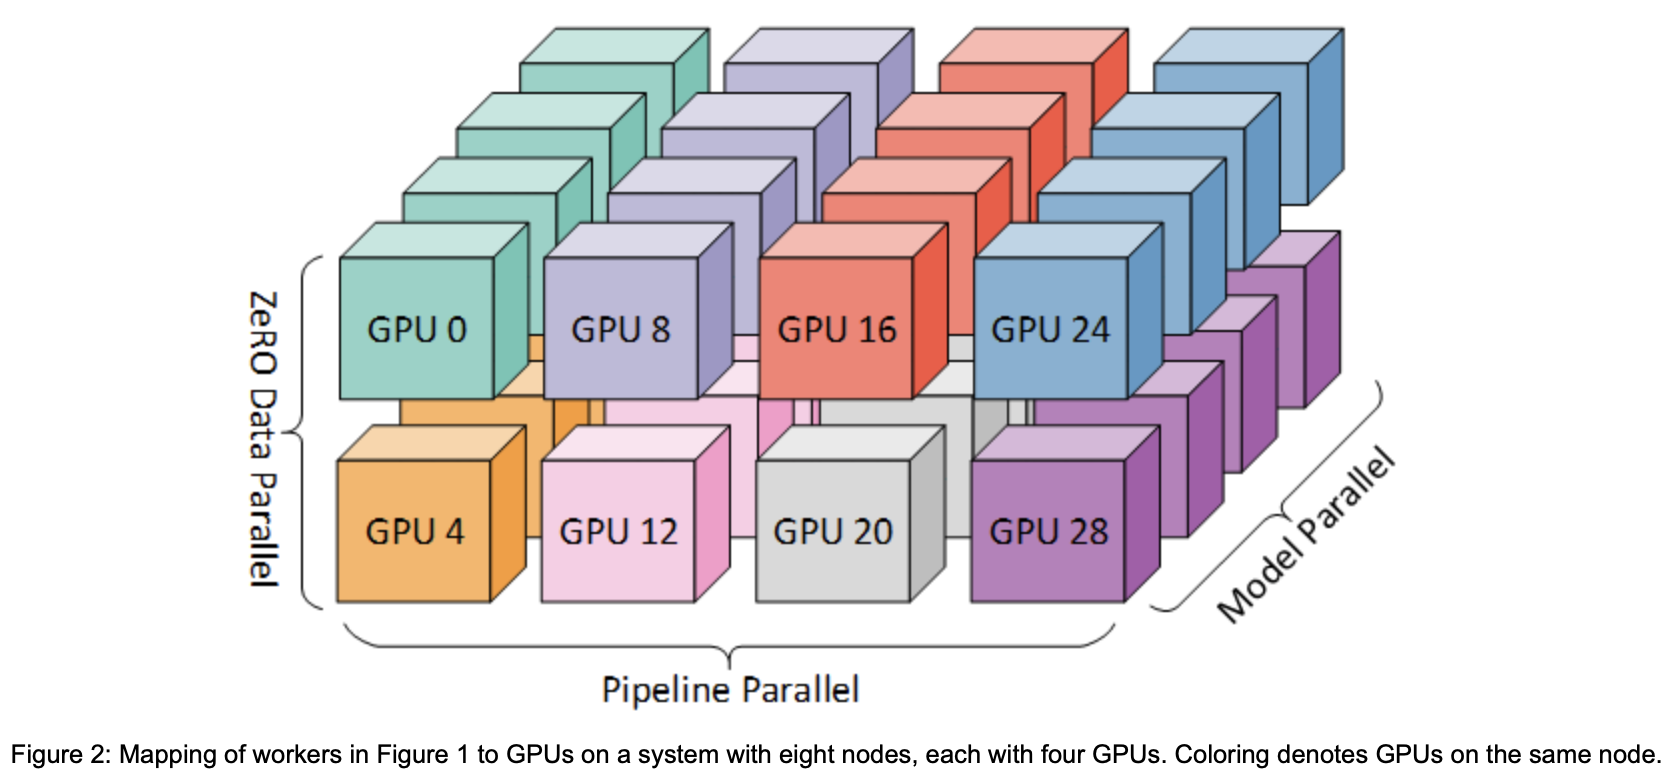 GPU 0
GPU 8
GPU 16
GPU 24
GPU 4
GPU 12
GPU 20
GPU 28
ZeRO Data Parallel
Model Parallel
Pipeline Parallel
Figure 2: Mapping of workers in Figure 1 to GPUs on a system with eight nodes, each with four GPUs. Coloring denotes GPUs on the same node.